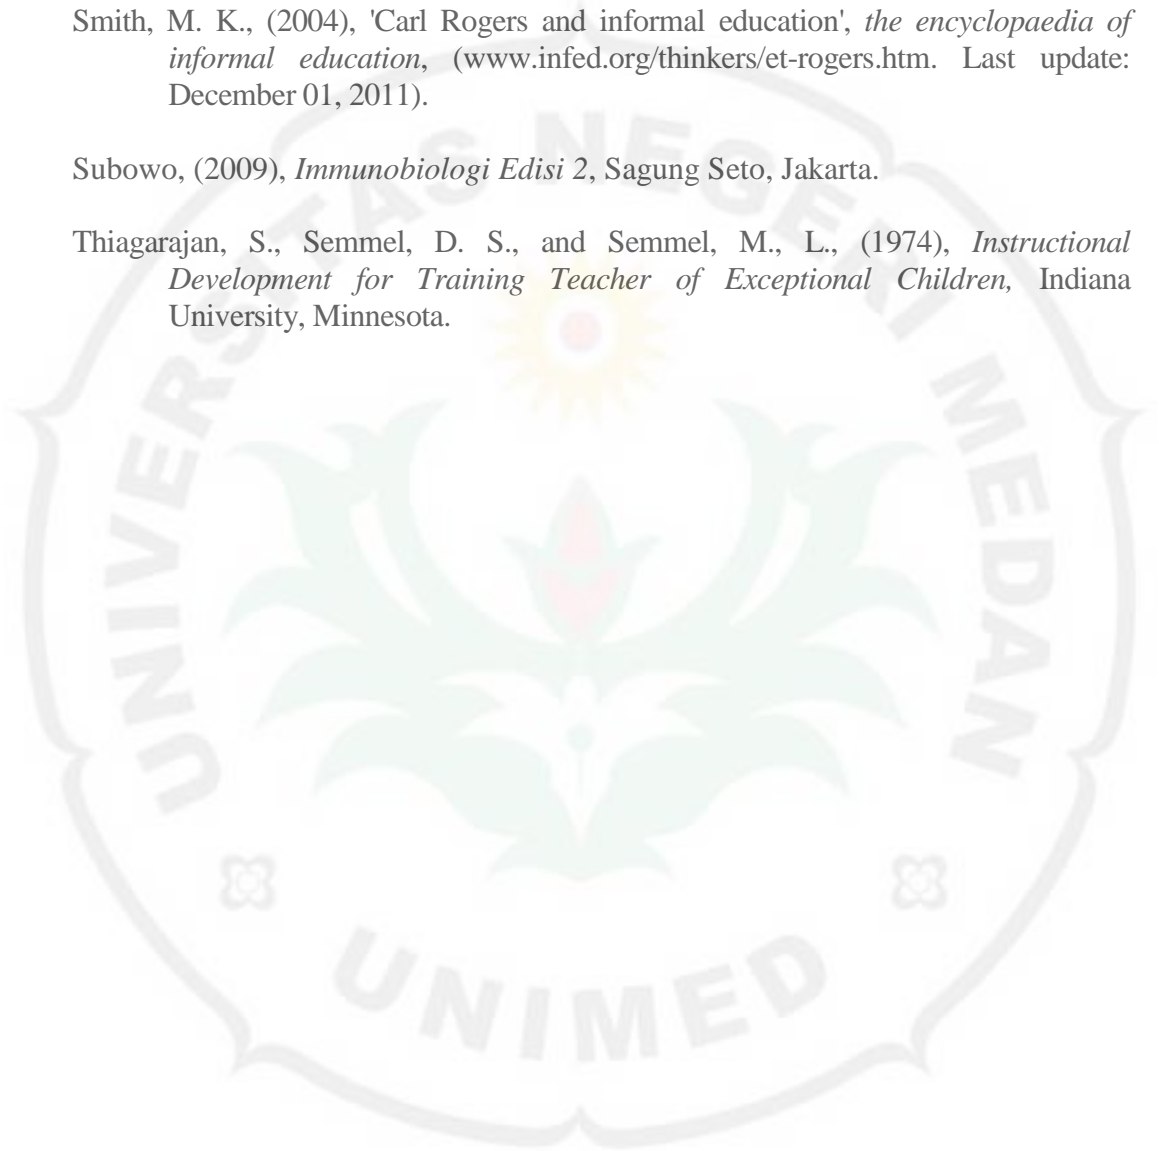 Smith, M. K., (2004), 'Carl Rogers and informal education', the encyclopaedia of
informal education, (www.infed.org/thinkers/et-rogers.htm. Last update:
December 01, 2011).
Subowo, (2009), Immunobiologi Edisi 2, Sagung Seto, Jakarta.
Thiagarajan, S., Semmel, D. S., and Semmel, M., L., (1974), Instructional
Development for Training Teacher of Exceptional Children, Indiana
University, Minnesota.
UNIVERSITAS NEGERI MEDAN
UNIMED